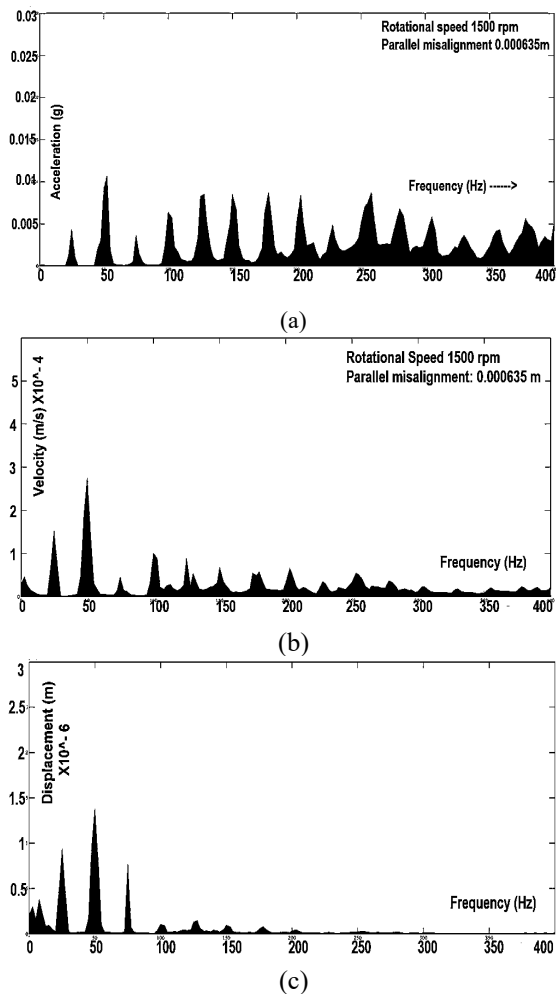 0.03
0.025
0.02
0.015
0.01
0.005
0
Acceleration (g)
Rotational speed 1500 rpm
Parallel misalignment 0.000635m
Frequency (Hz) ------>
0 50 100 150 200 250 300 350 400
(a)
5
4
3
2
1
0
Velocity (m/s) X10^- 4
Rotational Speed 1500 rpm
Parallel misalignment: 0.000635 m
Frequency (Hz)
0 50 100 150 200 250 300 350 400
(b)
3
2.5
2
1.5
1
0.5
0
Displacement (m)
X10^- 6
Frequency (Hz)
0 50 100 150 200 250 300 350 400
(c)